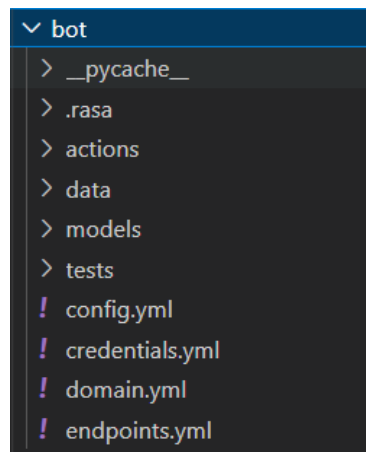 bot
__pycache__
.rasa
actions
data
models
tests
! config.yml
! credentials.yml
! domain.yml
! endpoints.yml